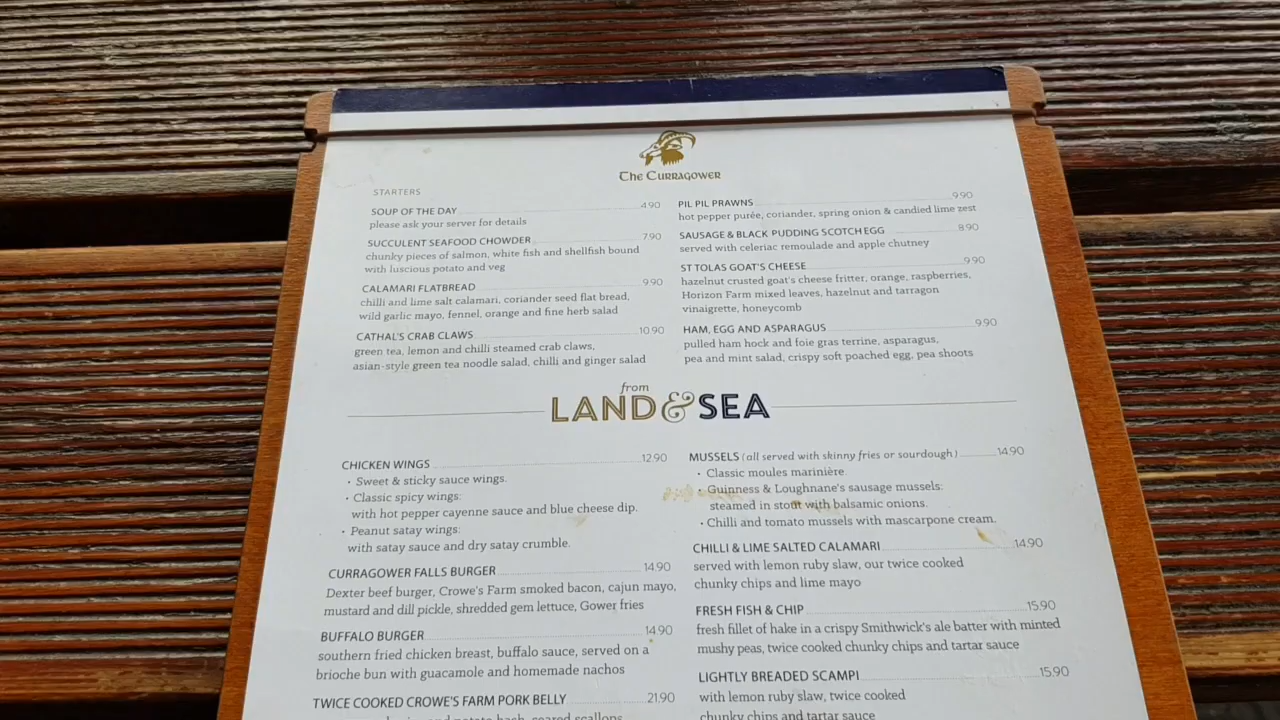 The Curragower
STARTERS
SOUP OF THE DAY 4.90
please ask your server for details
SUCCULENT SEAFOOD CHOWDER 7.90
chunky pieces of salmon, white fish and shellfish bound
with luscious potato and veg
CALAMARI FLATBREAD 9.90
chilli and lime salt calamari, coriander seed flat bread,
wild garlic mayo, fennel, orange and fine herb salad
CATHAL'S CRAB CLAWS 10.90
green tea, lemon and chilli steamed crab claws,
asian-style green tea noodle salad, chilli and ginger salad
PIL PIL PRAWNS 9.90
hot pepper purée, coriander, spring onion & candied lime zest
SAUSAGE & BLACK PUDDING SCOTCH EGG 8.90
served with celeriac remoulade and apple chutney
ST TOLAS GOAT'S CHEESE 9.90
hazelnut crusted goat's cheese fritter, orange, raspberries,
Horizon Farm mixed leaves, hazelnut and tarragon
vinaigrette, honeycomb
HAM, EGG AND ASPARAGUS 9.90
pulled ham hock and foie gras terrine, asparagus,
pea and mint salad, crispy soft poached egg, pea shoots
from
LAND & SEA
CHICKEN WINGS 12.90
• Sweet & sticky sauce wings.
• Classic spicy wings:
with hot pepper cayenne sauce and blue cheese dip.
• Peanut satay wings:
with satay sauce and dry satay crumble.
CURRAGOWER FALLS BURGER 14.90
Dexter beef burger, Crowe's Farm smoked bacon, cajun mayo,
mustard and dill pickle, shredded gem lettuce, Gower fries
BUFFALO BURGER 14.90
southern fried chicken breast, buffalo sauce, served on a
brioche bun with guacamole and homemade nachos
TWICE COOKED CROWE'S FARM PORK BELLY 21.90
and potato hash, seared scallops
MUSSELS (all served with skinny fries or sourdough) 14.90
• Classic moules marinière
• Guinness & Loughnane's sausage mussels:
steamed in stout with balsamic onions.
• Chilli and tomato mussels with mascarpone cream.
CHILLI & LIME SALTED CALAMARI 14.90
served with lemon ruby slaw, our twice cooked
chunky chips and lime mayo
FRESH FISH & CHIP 15.90
fresh fillet of hake in a crispy Smithwick's ale batter with minted
mushy peas, twice cooked chunky chips and tartar sauce
LIGHTLY BREADED SCAMPI 15.90
with lemon ruby slaw, twice cooked
chunky chips and tartar sauce